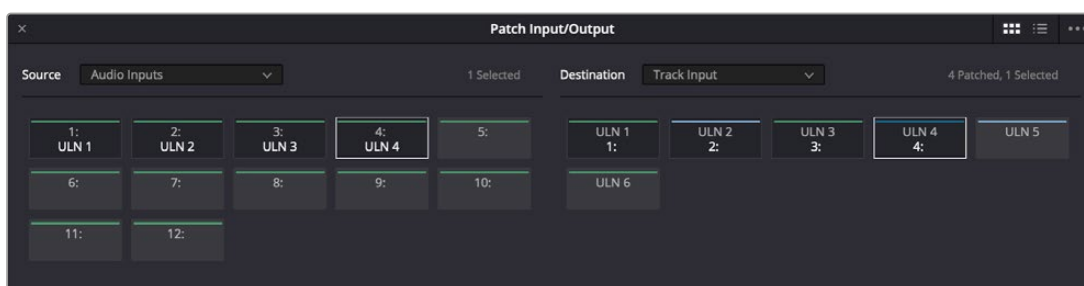 Patch Input/Output
Source Audio Inputs 1 Selected Destination Track Input 4 Patched, 1 Selected
1: 2: 3: 4: 5: ULN 1 ULN 2 ULN 3 ULN 4 ULN 5
ULN 1 ULN 2 ULN 3 ULN 4 1: 2: 3: 4:
6: 7: 8: 9: 10: ULN 6
11: 12: